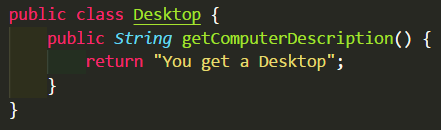 public class Desktop {
    public String getComputerDescription() {
        return "You get a Desktop";
    }
}